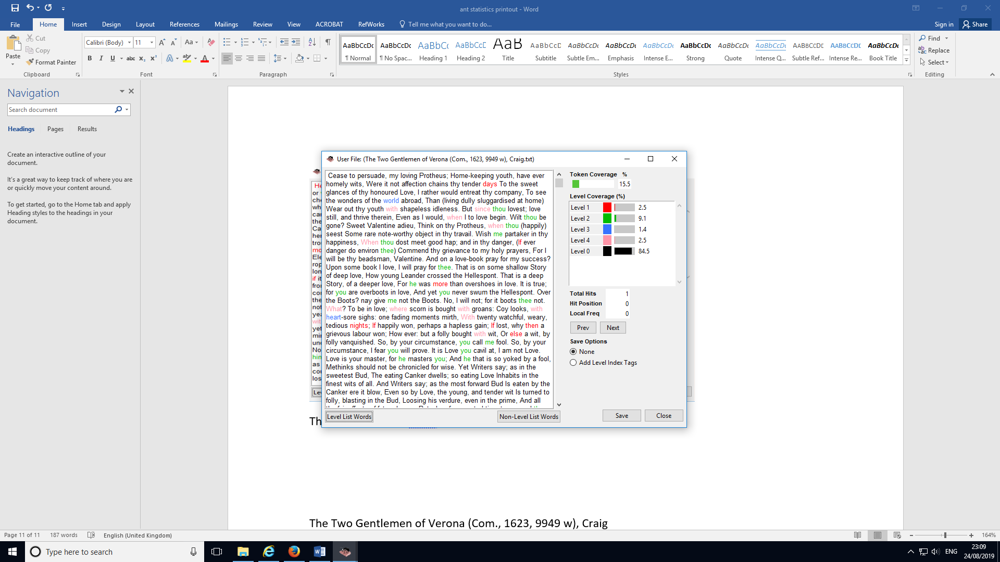 ant statistics printout - Word
File Home Insert Design Layout References Mailings Review View ACROBAT RefWorks Tell me what you want to do... Sign in Share
Paste
Cut
Copy
Format Painter
Clipboard
Calibri (Body) 11
Font
Paragraph
AaBbCcDc AaBbCcDc AaBbCc AaBbCcD AaB AaBbCcD AaBbCcDc AaBbCcDc AaBbCcDc AaBbCcDc AaBbCcDc AaBbCcDc AABBCCDD AABBCCDD AaBbCcDc
¶ Normal ¶ No Spac... Heading 1 Heading 2 Title Subtitle Subtle Em... Emphasis Intense E... Strong Quote Intense Q... Subtle Ref... Intense Re... Book Title
Styles
Find
Replace
Select
Editing
Navigation
Search document
Headings Pages Results
Create an interactive outline of your
document.
It's a great way to keep track of where you are
or quickly move your content around.
To get started, go to the Home tab and apply
Heading styles to the headings in your
document.
User File: (The Two Gentlemen of Verona (Com., 1623, 9949 w), Craig.txt)
Cease to persuade, my loving Protheus; Home-keeping youth, have ever
homely wits, Were it not affection chains thy tender days To the sweet
glances of thy honoured Love, I rather would entreat thy company, To see
the wonders of the world abroad, Than (living dully sluggardised at home)
Wear out thy youth with shapeless idleness. But since thou lovest; love
still, and thrive therein, Even as I would, when I to love begin. Wilt thou be
gone? Sweet Valentine adieu, Think on thy Protheus, when thou (happily)
seest Some rare note-worthy object in thy travail. Wish me partaker in thy
happiness, When thou dost meet good hap; and in thy danger, (If ever
danger do environ thee) Commend thy grievance to my holy prayers, For I
will be thy beadsman, Valentine. And on a love-book pray for my success?
Upon some book I love, I will pray for thee. That is on some shallow Story
of deep love, How young Leander crossed the Hellespont. That is a deep
Story, of a deeper love, For he was more than overshoes in love. It is true;
for you are overboots in love, And yet you never swum the Hellespont. Over
the Boots? nay give me not the Boots. No, I will not; for it boots thee not.
What? To be in love; where scorn is bought with groans: Coy looks, with
heart-sore sighs: one fading moments mirth, With twenty watchful, weary,
tedious nights; If happily won, perhaps a hapless gain; If lost, why then a
grievous labour won; How ever: but a folly bought with wit, Or else a wit, by
folly vanquished. So, by your circumstance, you call me fool. So, by your
circumstance, I fear you will prove. It is Love you cavil at, I am not Love.
Love is your master, for he masters you; And he that is so yoked by a fool,
Methinks should not be chronicled for wise. Yet Writers say; as in the
sweetest Bud, The eating Canker dwells; so eating Love Inhabits in the
finest wits of all. And Writers say; as the most forward Bud Is eaten by the
Canker ere it blow, Even so by Love, the young, and tender wit Is turned to
folly, blasting in the Bud, Loosing his verdure, even in the prime, And all
Token Coverage %
15.5
Level Coverage (%)
Level 1 2.5
Level 2 9.1
Level 3 1.4
Level 4 2.5
Level 0 84.5
Total Hits 1
Hit Position 0
Local Freq 0
Prev Next
Save Options
None
Add Level Index Tags
Level List Words Non-Level List Words Save Close
The Two Gentlemen of Verona (Com., 1623, 9949 w), Craig
Page 11 of 11 187 words English (United Kingdom) 164%
Type here to search
ENG
23:09
24/08/2019